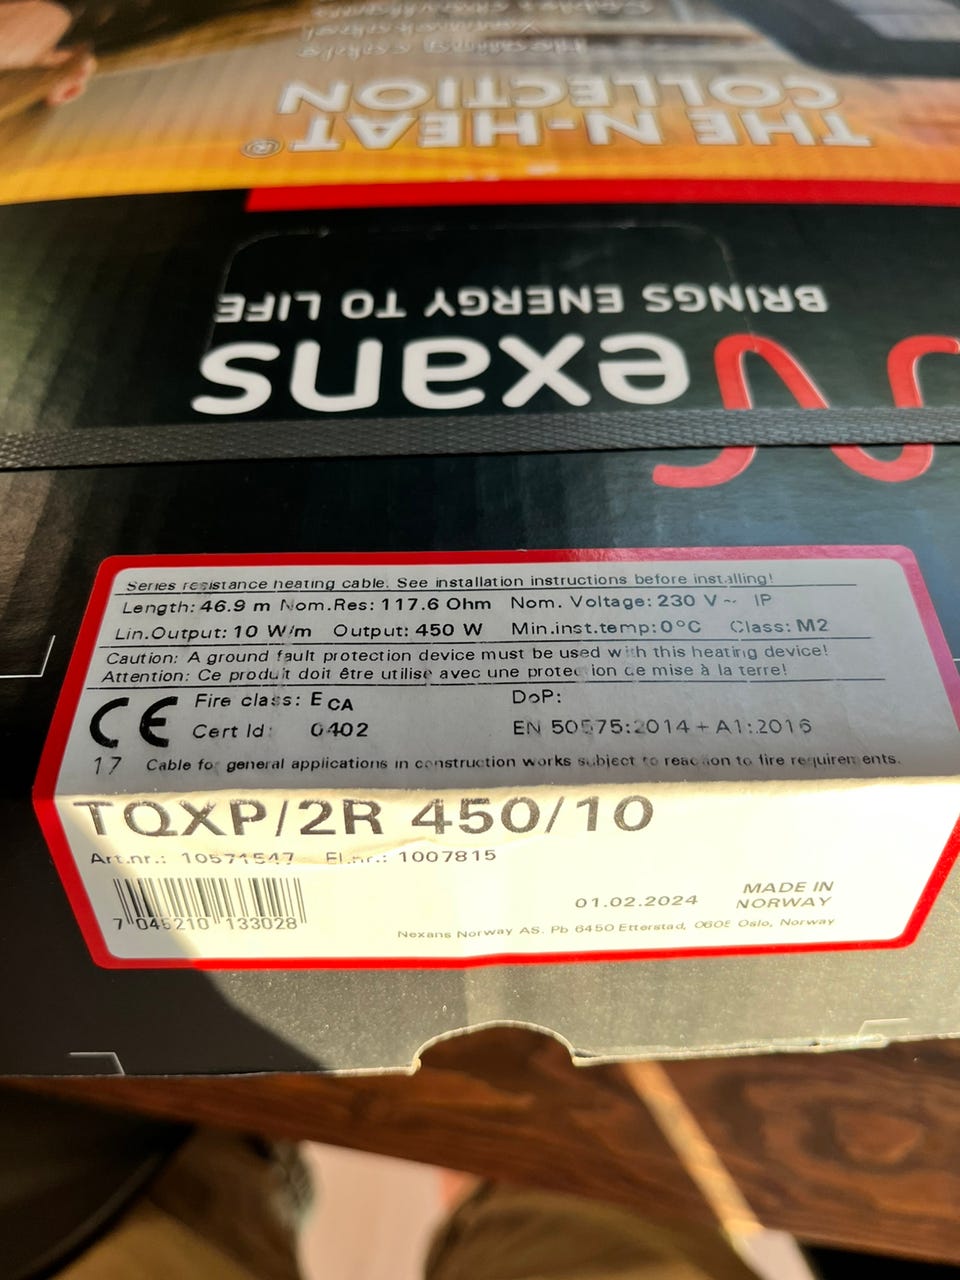 THE N-HEAT®
COLLECTION
BRINGS ENERGY TO LIFE
Nexans
Series resistance heating cable. See installation instructions before installing!
Length: 46.9 m Nom.Res: 117.6 Ohm Nom. Voltage: 230 V ~ IP
Lin.Output: 10 W/m Output: 450 W Min.inst.temp: 0°C Class: M2
Caution: A ground fault protection device must be used with this heating device!
Attention: Ce produit doit être utilise avec une protection de mise à la terre!
CE Fire class: E CA DoP:
Cert Id: 0402 EN 50575:2014 + A1:2016
17 Cable for general applications in construction works subject to reaction to fire requirements.
TQXP/2R 450/10
Art.nr.: 10571547 El.nr.: 1007815
7 045210 133028
01.02.2024
MADE IN
NORWAY
Nexans Norway AS. Pb 6450 Etterstad, 0605 Oslo, Norway